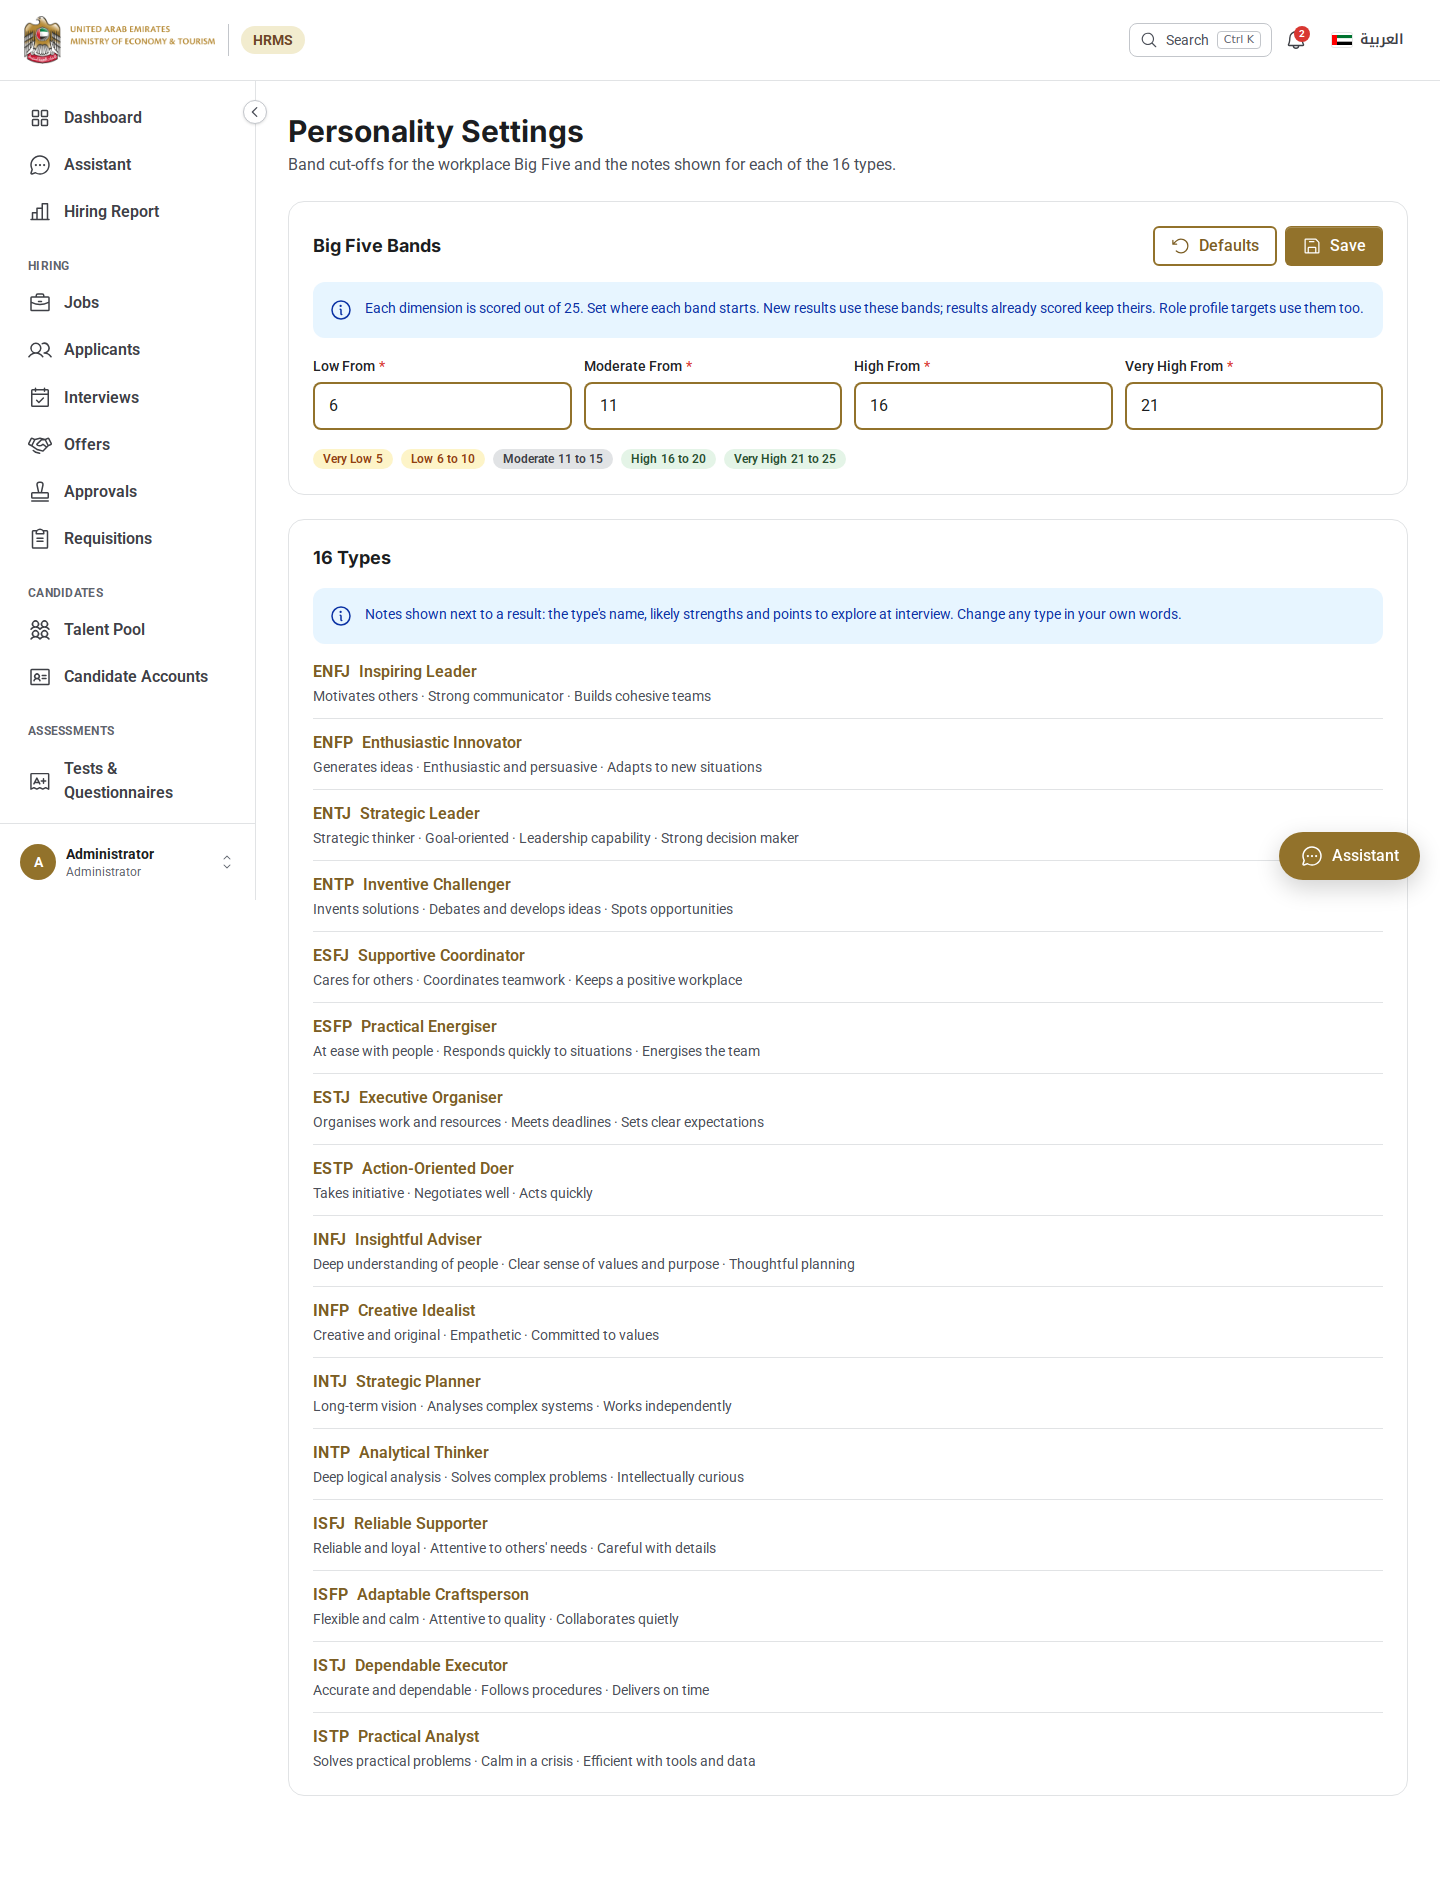 UNITED ARAB EMIRATES
MINISTRY OF ECONOMY & TOURISM
HRMS
Search Ctrl K
2
العربية
Dashboard
Assistant
Hiring Report
HIRING
Jobs
Applicants
Interviews
Offers
Approvals
Requisitions
CANDIDATES
Talent Pool
Candidate Accounts
ASSESSMENTS
Tests &
Questionnaires
A
Administrator
Administrator
Personality Settings
Band cut-offs for the workplace Big Five and the notes shown for each of the 16 types.
Big Five Bands
Defaults
Save
Each dimension is scored out of 25. Set where each band starts. New results use these bands; results already scored keep theirs. Role profile targets use them too.
Low From * Moderate From * High From * Very High From *
6 11 16 21
Very Low 5 Low 6 to 10 Moderate 11 to 15 High 16 to 20 Very High 21 to 25
16 Types
Notes shown next to a result: the type's name, likely strengths and points to explore at interview. Change any type in your own words.
ENFJ Inspiring Leader
Motivates others · Strong communicator · Builds cohesive teams
ENFP Enthusiastic Innovator
Generates ideas · Enthusiastic and persuasive · Adapts to new situations
ENTJ Strategic Leader
Strategic thinker · Goal-oriented · Leadership capability · Strong decision maker
Assistant
ENTP Inventive Challenger
Invents solutions · Debates and develops ideas · Spots opportunities
ESFJ Supportive Coordinator
Cares for others · Coordinates teamwork · Keeps a positive workplace
ESFP Practical Energiser
At ease with people · Responds quickly to situations · Energises the team
ESTJ Executive Organiser
Organises work and resources · Meets deadlines · Sets clear expectations
ESTP Action-Oriented Doer
Takes initiative · Negotiates well · Acts quickly
INFJ Insightful Adviser
Deep understanding of people · Clear sense of values and purpose · Thoughtful planning
INFP Creative Idealist
Creative and original · Empathetic · Committed to values
INTJ Strategic Planner
Long-term vision · Analyses complex systems · Works independently
INTP Analytical Thinker
Deep logical analysis · Solves complex problems · Intellectually curious
ISFJ Reliable Supporter
Reliable and loyal · Attentive to others' needs · Careful with details
ISFP Adaptable Craftsperson
Flexible and calm · Attentive to quality · Collaborates quietly
ISTJ Dependable Executor
Accurate and dependable · Follows procedures · Delivers on time
ISTP Practical Analyst
Solves practical problems · Calm in a crisis · Efficient with tools and data